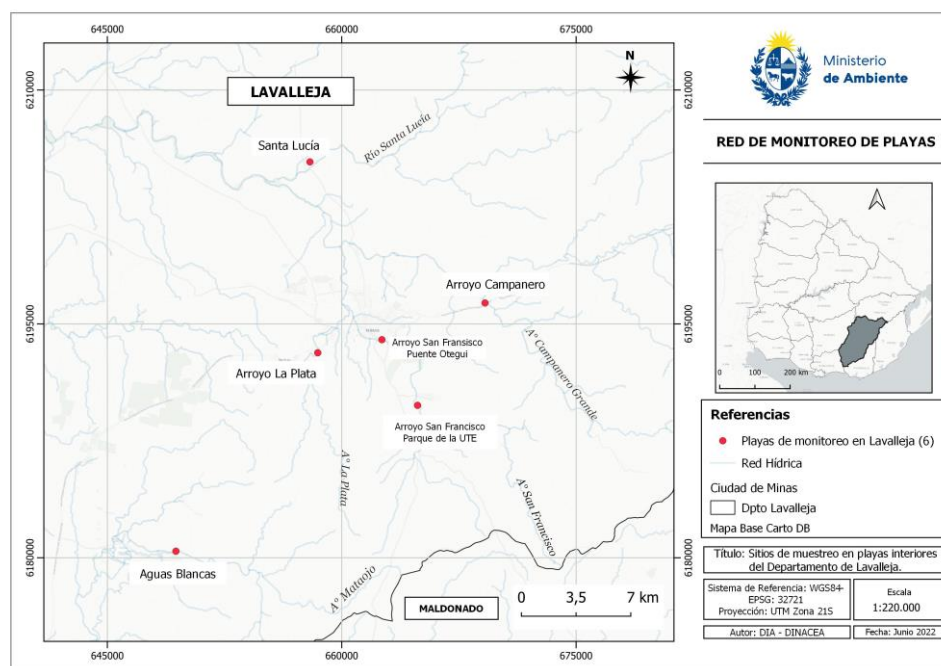 645000
660000
675000
6210000
6195000
6180000
LAVALLEJA
N
Santa Lucía
Río Santa Lucía
Arroyo Campanero
Arroyo San Fransisco
Puente Otegui
Arroyo La Plata
Aº Campanero Grande
Arroyo San Francisco
Parque de la UTE
Aº La Plata
Aº San Francisco
Aguas Blancas
Aº Mataojo
MALDONADO
0 3,5 7 km
6210000
6195000
6180000
645000
660000
675000
Ministerio
de Ambiente
RED DE MONITOREO DE PLAYAS
0 100 200 km
Referencias
Playas de monitoreo en Lavalleja (6)
Red Hídrica
Ciudad de Minas
Dpto Lavalleja
Mapa Base Carto DB
Título: Sitios de muestreo en playas interiores
del Departamento de Lavalleja.
Sistema de Referencia: WGS84-
EPSG: 32721
Proyección: UTM Zona 21S
Escala
1:220.000
Autor: DIA - DINACEA
Fecha: Junio 2022